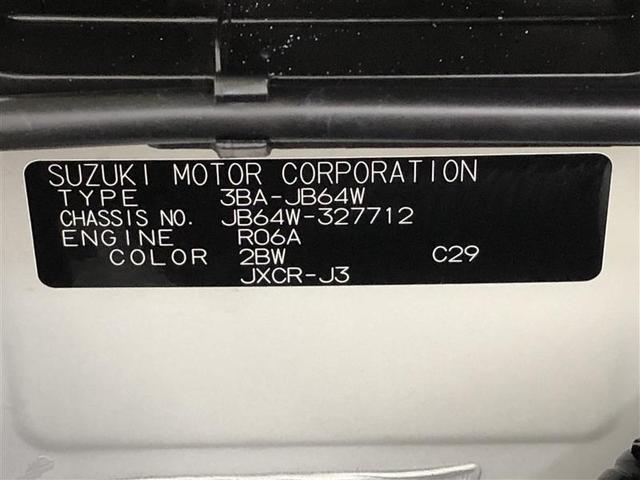 SUZUKI MOTOR CORPORATION
TYPE 3BA-JB64W
CHASSIS NO. JB64W-327712
ENGINE R06A
COLOR 2BW C29
JXCR-J3